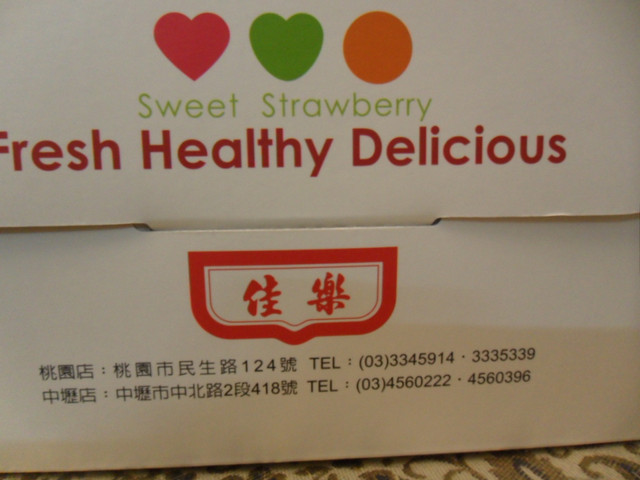 Sweet Strawberry
Fresh Healthy Delicious
佳樂
桃園店：桃園市民生路124號 TEL：(03)3345914．3335339
中壢店：中壢市中北路2段418號 TEL：(03)4560222．4560396